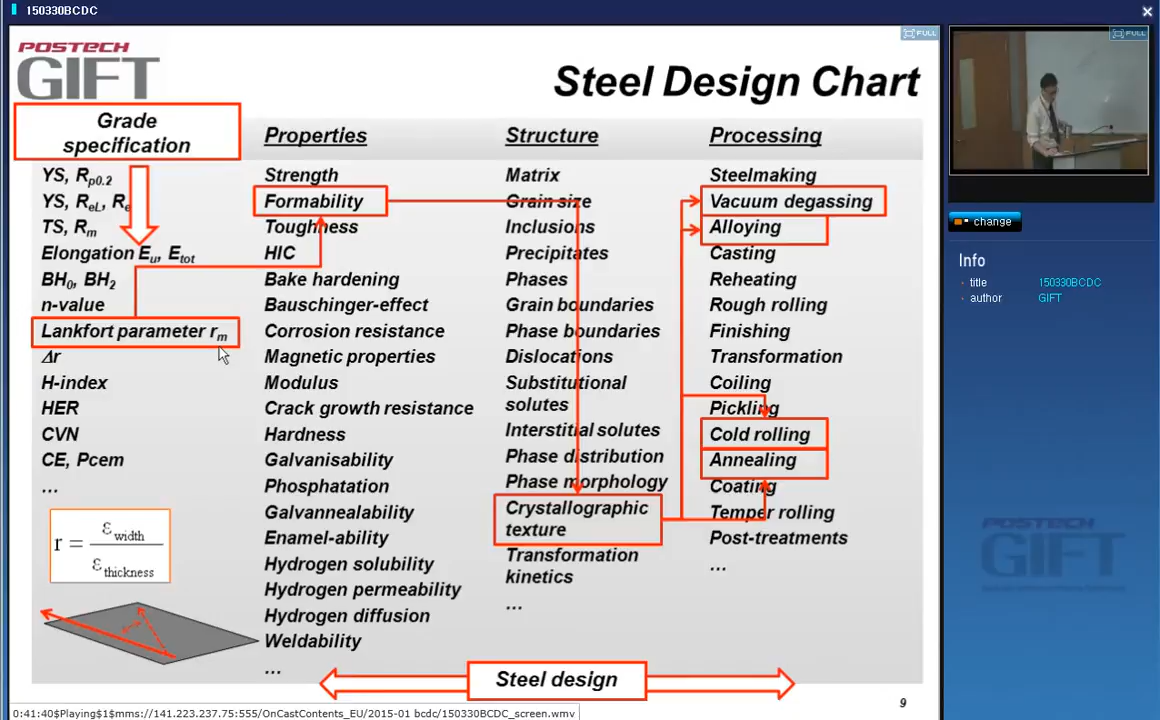 150330BCDC
POSTECH
GIFT
Steel Design Chart
FULL
FULL
Grade
specification
YS, Rp0.2
YS, ReL, Re
TS, Rm
Elongation Eu, Etot
BH0, BH2
n-value
Lankfort parameter rm
Δr
H-index
HER
CVN
CE, Pcem
...
r = εwidth
εthickness
Properties
Strength
Formability
Toughness
HIC
Bake hardening
Bauschinger-effect
Corrosion resistance
Magnetic properties
Modulus
Crack growth resistance
Hardness
Galvanisability
Phosphatation
Galvannealability
Enamel-ability
Hydrogen solubility
Hydrogen permeability
Hydrogen diffusion
Weldability
...
Structure
Matrix
Grain size
Inclusions
Precipitates
Phases
Grain boundaries
Phase boundaries
Dislocations
Substitutional
solutes
Interstitial solutes
Phase distribution
Phase morphology
Crystallographic
texture
Transformation
kinetics
...
Processing
Steelmaking
Vacuum degassing
Alloying
Casting
Reheating
Rough rolling
Finishing
Transformation
Coiling
Pickling
Cold rolling
Annealing
Coating
Temper rolling
Post-treatments
...
Steel design
9
0:41:40$Playing$1$mms://141.223.237.75:555/OnCastContents_EU/2015-01 bcdc/150330BCDC_screen.wmv
change
Info
title 150330BCDC
author GIFT
POSTECH
GIFT